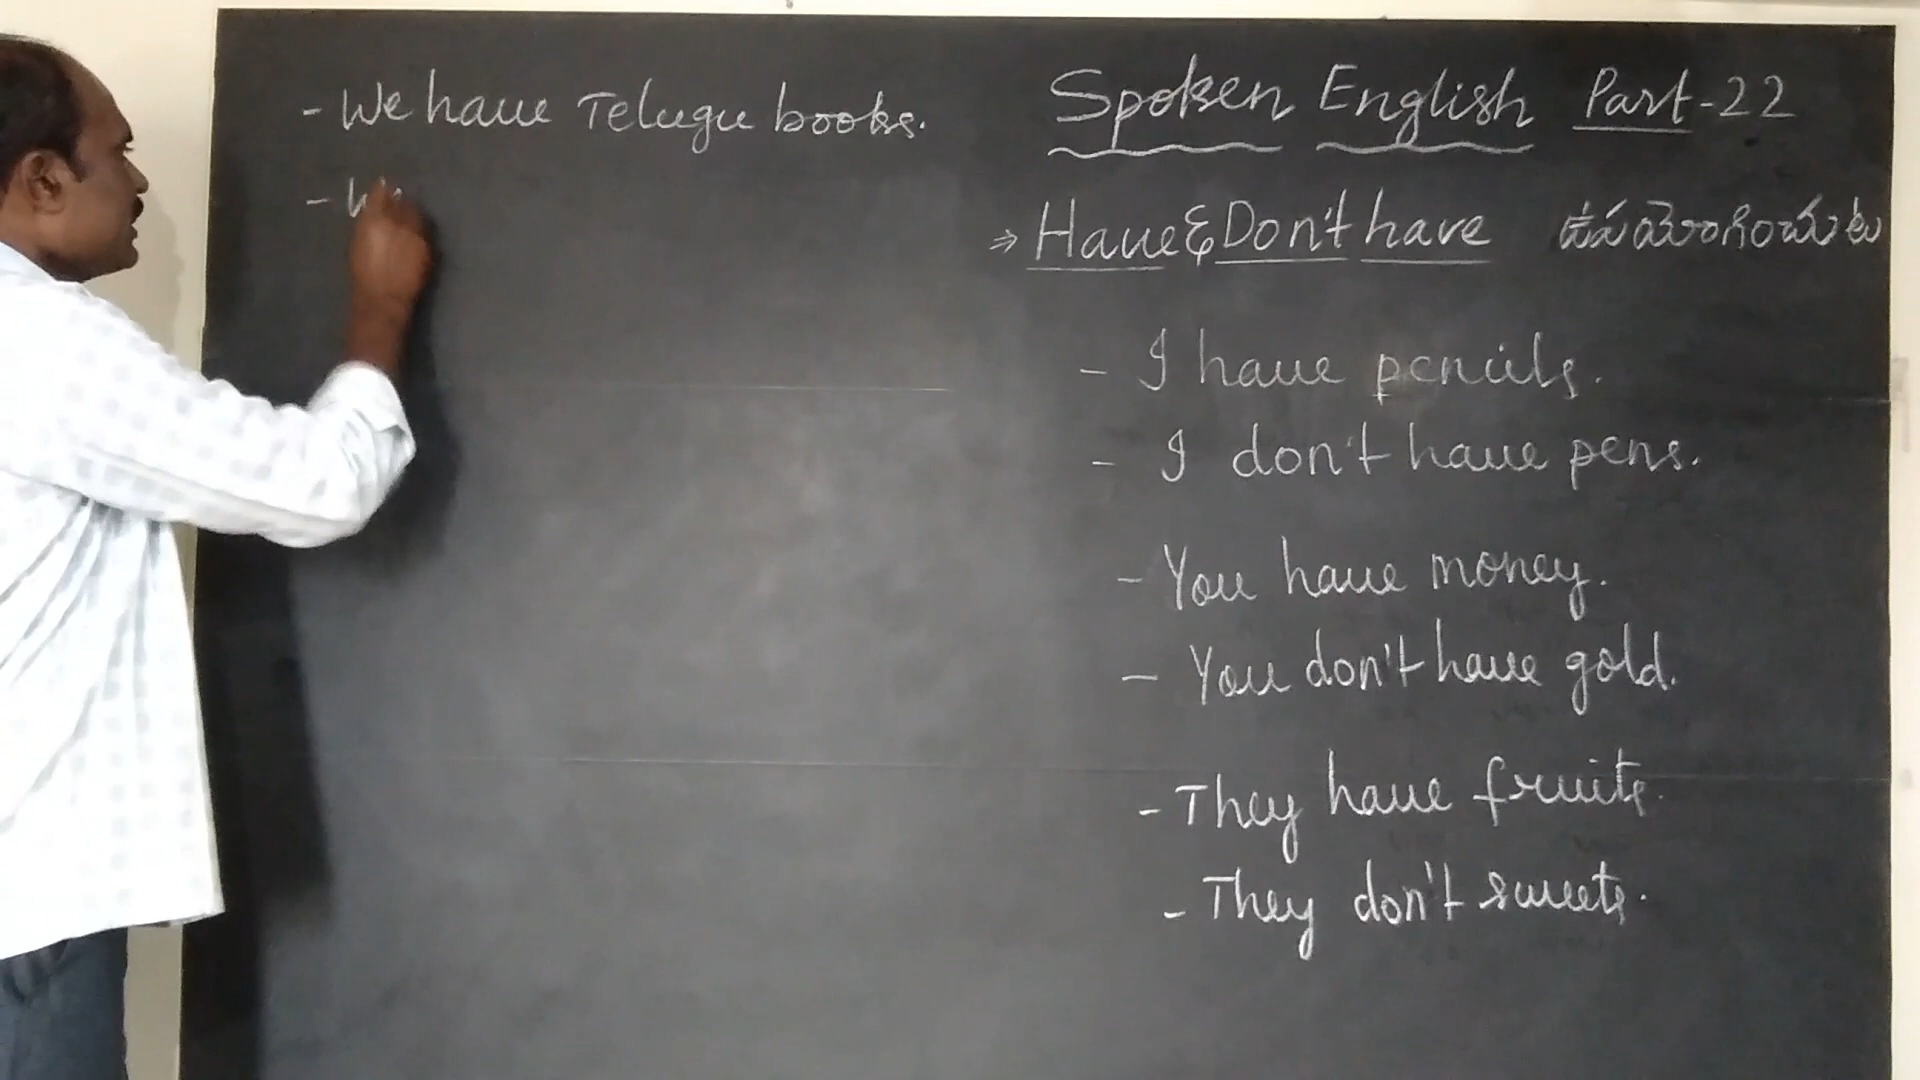 Spoken English Part-22
⇒ Have & Don't have ఉపయోగించుట
- I have pencils.
- I don't have pens.
- You have money.
- You don't have gold.
- They have fruits.
- They don't sweets.
- We have Telugu books.